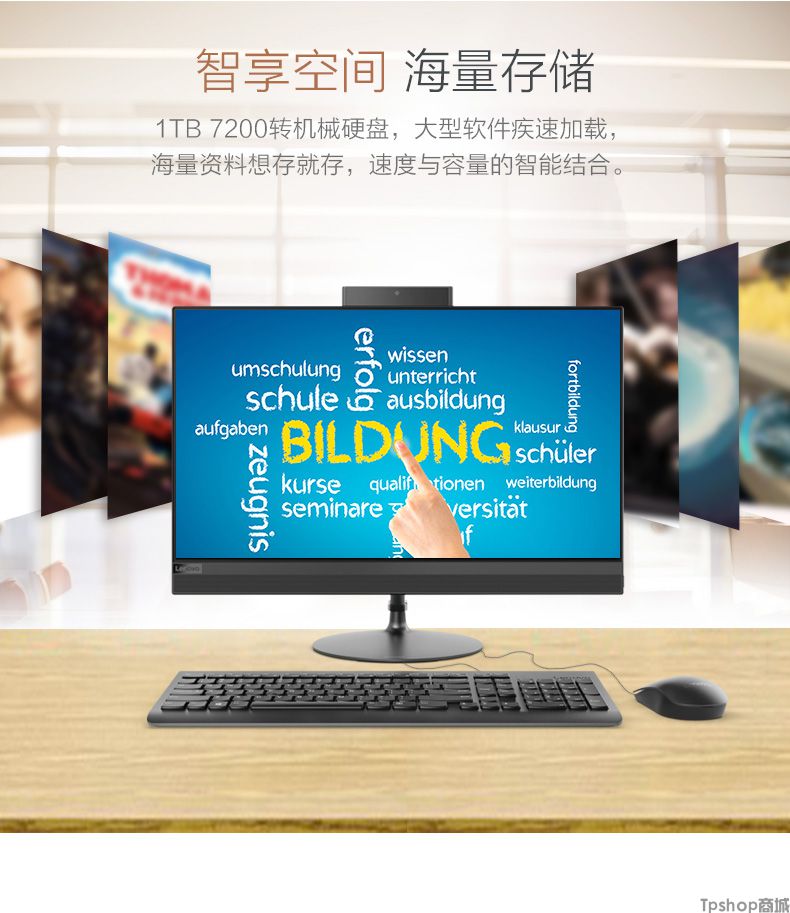 智享空间 海量存储
1TB 7200转机械硬盘，大型软件疾速加载，
海量资料想存就存，速度与容量的智能结合。
THOMA
erfolg
wissen
umschulung
unterricht
schule
ausbildung
fortbildung
aufgaben
BILDUNG
klausur
schüler
zeugnis
kurse
weiterbildung
seminare
Lenovo
Tpshop商城